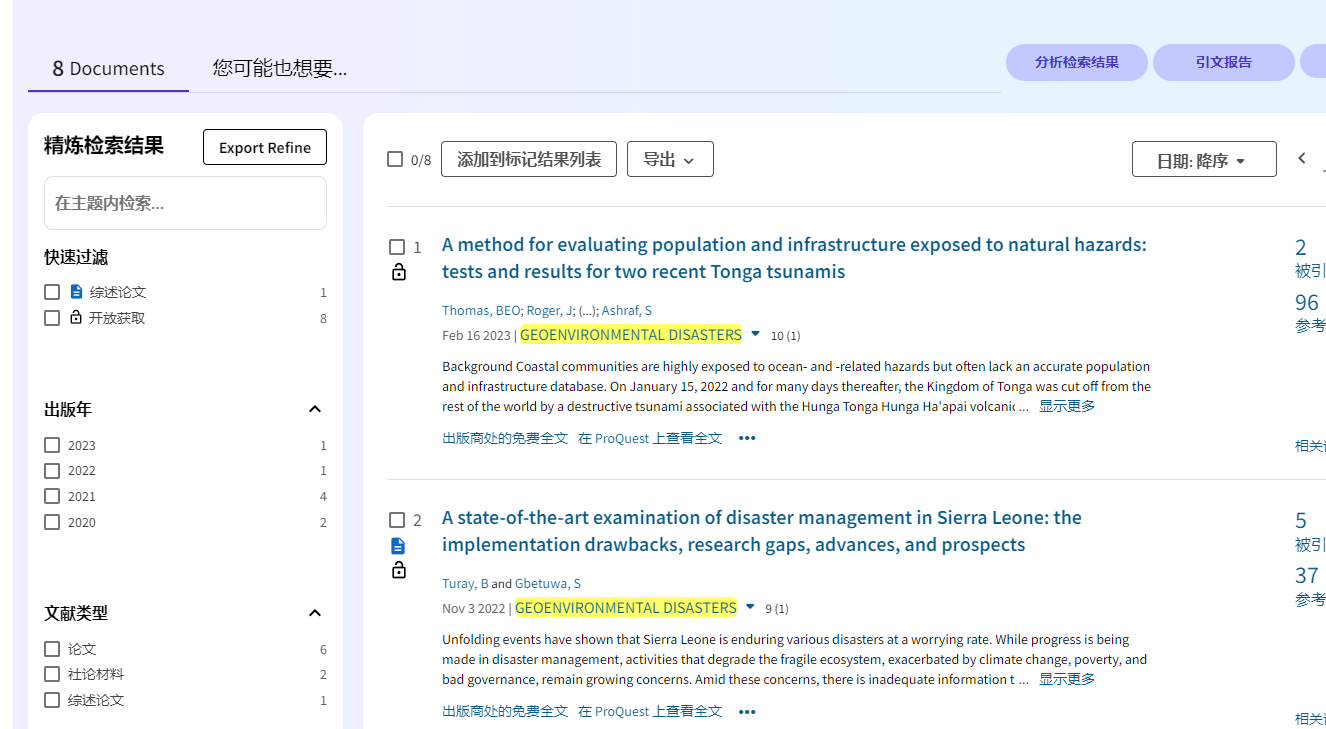 8 Documents
您可能也想要...
分析检索结果
引文报告
精炼检索结果
Export Refine
在主题内检索...
快速过滤
综述论文 1
开放获取 8
出版年
2023 1
2022 1
2021 4
2020 2
文献类型
论文 6
社论材料 2
综述论文 1
0/8
添加到标记结果列表
导出
日期: 降序
1
A method for evaluating population and infrastructure exposed to natural hazards:
tests and results for two recent Tonga tsunamis
Thomas, BEO; Roger, J; (...); Ashraf, S
Feb 16 2023 | GEOENVIRONMENTAL DISASTERS 10 (1)
Background Coastal communities are highly exposed to ocean- and -related hazards but often lack an accurate population
and infrastructure database. On January 15, 2022 and for many days thereafter, the Kingdom of Tonga was cut off from the
rest of the world by a destructive tsunami associated with the Hunga Tonga Hunga Ha'apai volcanic ... 显示更多
出版商处的免费全文 在 ProQuest 上查看全文 •••
2
被引
96
参考
相关
2
A state-of-the-art examination of disaster management in Sierra Leone: the
implementation drawbacks, research gaps, advances, and prospects
Turay, B and Gbetuwa, S
Nov 3 2022 | GEOENVIRONMENTAL DISASTERS 9 (1)
Unfolding events have shown that Sierra Leone is enduring various disasters at a worrying rate. While progress is being
made in disaster management, activities that degrade the fragile ecosystem, exacerbated by climate change, poverty, and
bad governance, remain growing concerns. Amid these concerns, there is inadequate information t ... 显示更多
出版商处的免费全文 在 ProQuest 上查看全文 •••
5
被引
37
参考
相关